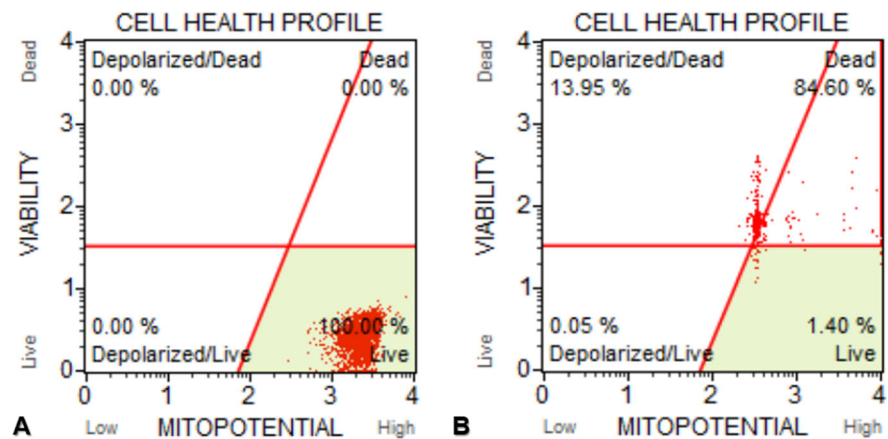 CELL HEALTH PROFILE
4
Dead
Depolarized/Dead
Dead
0.00 %
0.00 %
3
VIABILITY
2
1
0.00 %
100.00 %
Live
Depolarized/Live
Live
0
0
1
2
3
4
A
Low
MITOPOTENTIAL
High
CELL HEALTH PROFILE
4
Dead
Depolarized/Dead
Dead
13.95 %
84.60 %
3
VIABILITY
2
1
0.05 %
1.40 %
Live
Depolarized/Live
Live
0
0
1
2
3
4
B
Low
MITOPOTENTIAL
High